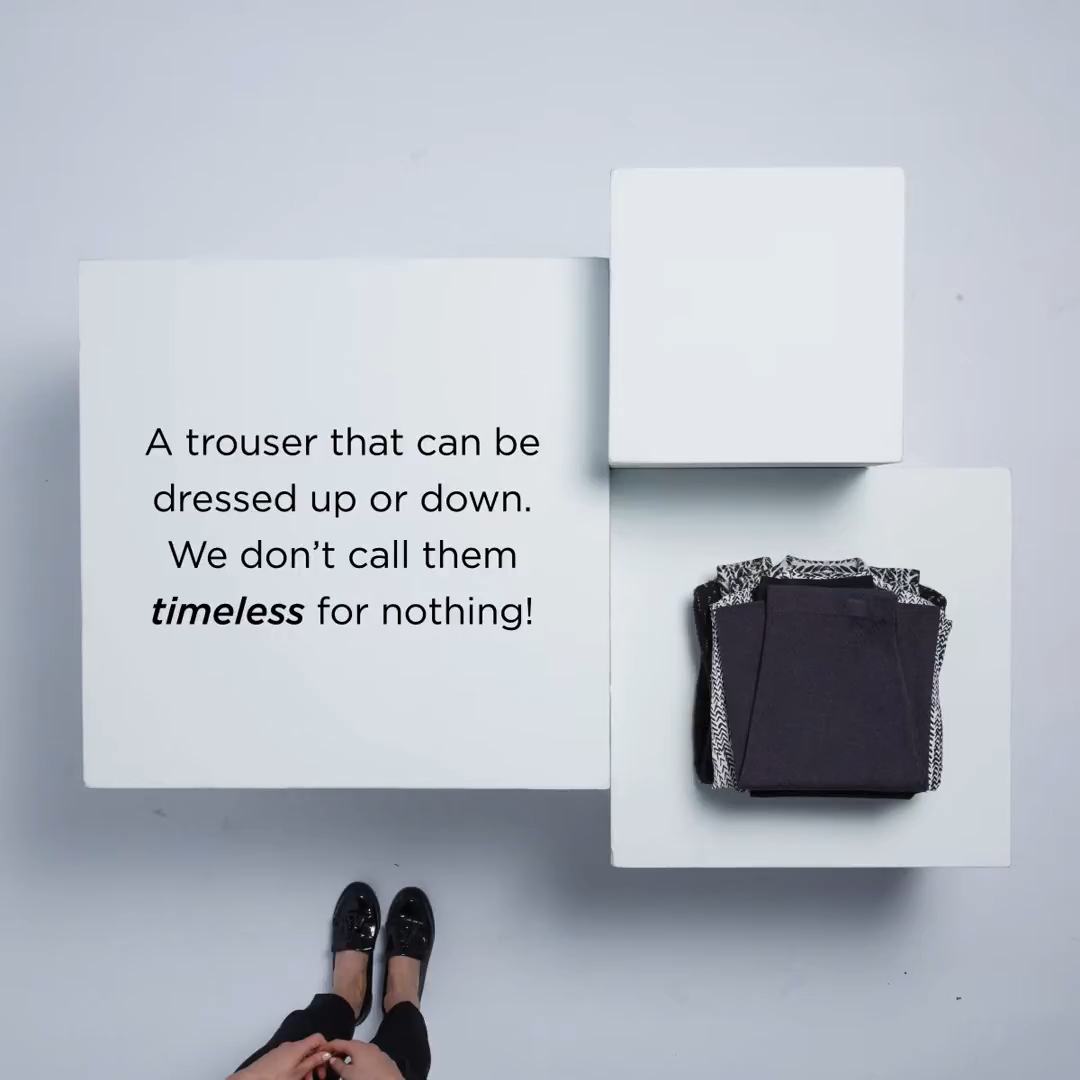 A trouser that can be
dressed up or down.
We don’t call them
timeless for nothing!